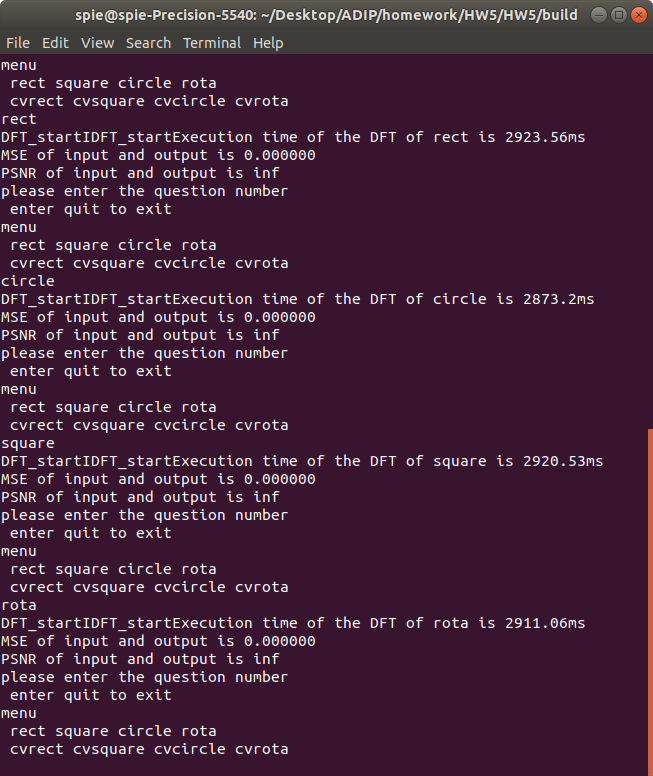 spie@spie-Precision-5540: ~/Desktop/ADIP/homework/HW5/HW5/build
File Edit View Search Terminal Help
menu
 rect square circle rota
 cvrect cvsquare cvcircle cvrota
rect
DFT_startIDFT_startExecution time of the DFT of rect is 2923.56ms
MSE of input and output is 0.000000
PSNR of input and output is inf
please enter the question number
 enter quit to exit
menu
 rect square circle rota
 cvrect cvsquare cvcircle cvrota
circle
DFT_startIDFT_startExecution time of the DFT of circle is 2873.2ms
MSE of input and output is 0.000000
PSNR of input and output is inf
please enter the question number
 enter quit to exit
menu
 rect square circle rota
 cvrect cvsquare cvcircle cvrota
square
DFT_startIDFT_startExecution time of the DFT of square is 2920.53ms
MSE of input and output is 0.000000
PSNR of input and output is inf
please enter the question number
 enter quit to exit
menu
 rect square circle rota
 cvrect cvsquare cvcircle cvrota
rota
DFT_startIDFT_startExecution time of the DFT of rota is 2911.06ms
MSE of input and output is 0.000000
PSNR of input and output is inf
please enter the question number
 enter quit to exit
menu
 rect square circle rota
 cvrect cvsquare cvcircle cvrota